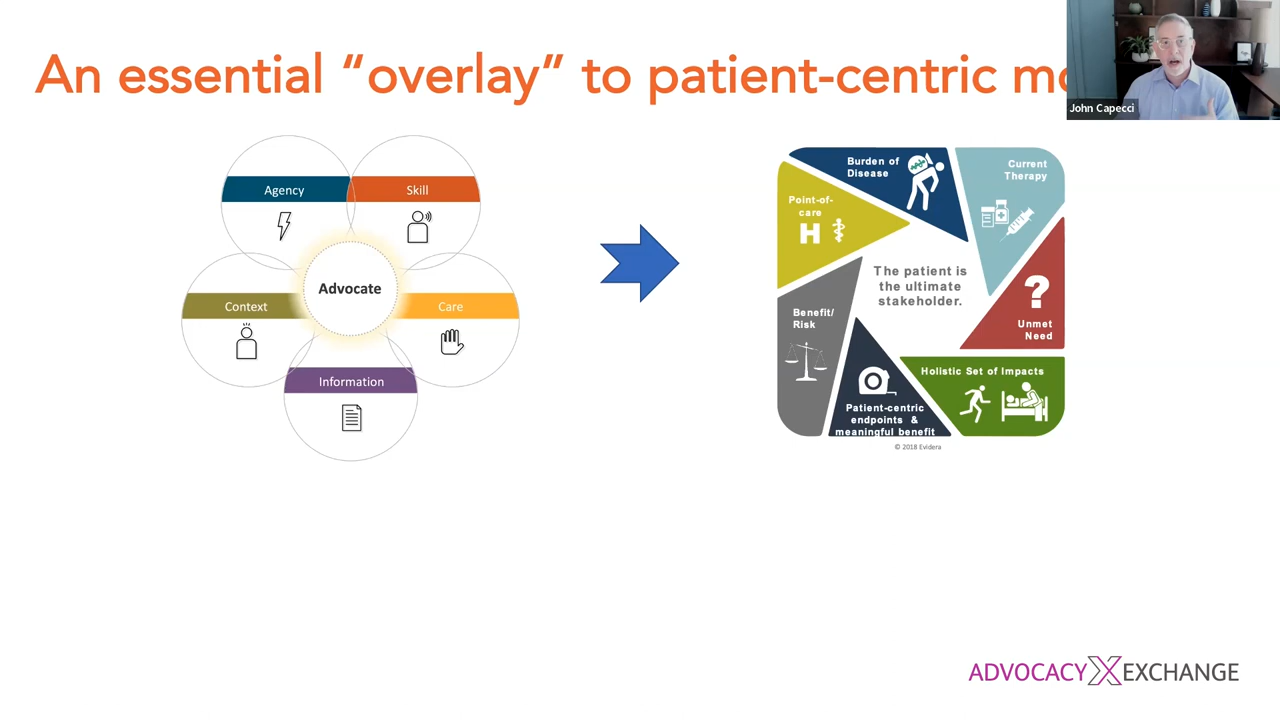 An essential “overlay” to patient-centric
John Capecci
Agency
Skill
Advocate
Context
Care
Information
Burden of
Disease
Current
Therapy
Point-of-
care
H
The patient is
the ultimate
stakeholder.
?
Unmet
Need
Benefit/
Risk
Holistic Set of Impacts
Patient-centric
endpoints &
meaningful benefit
© 2018 Evidera
ADVOCACY X EXCHANGE